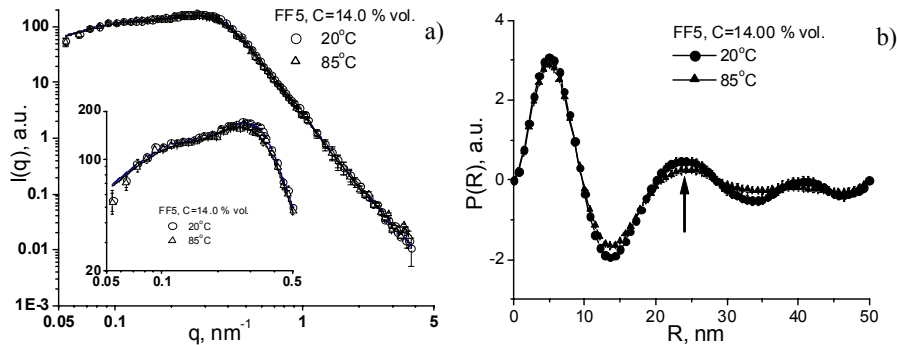 FF5, C=14.0 % vol.
20°C
85°C
a)
I(q), a.u.
100
10
1
0.1
0.01
1E-3
0.05
0.1
1
5
q, nm⁻¹
200
100
20
0.05
0.1
0.5
FF5, C=14.0 % vol.
20°C
85°C
FF5, C=14.00 % vol.
20°C
85°C
b)
P(R), a.u.
4
2
0
-2
0
10
20
30
40
50
R, nm